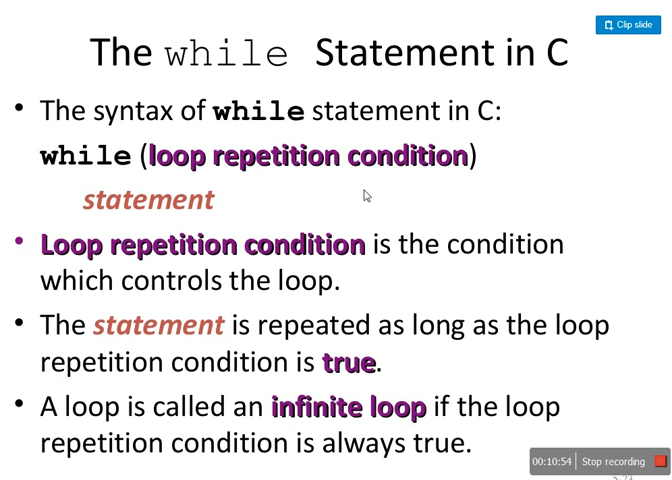 Clip slide
The while Statement in C
• The syntax of while statement in C:
while (loop repetition condition)
statement
• Loop repetition condition is the condition
which controls the loop.
• The statement is repeated as long as the loop
repetition condition is true.
• A loop is called an infinite loop if the loop
repetition condition is always true.
00:10:54 Stop recording